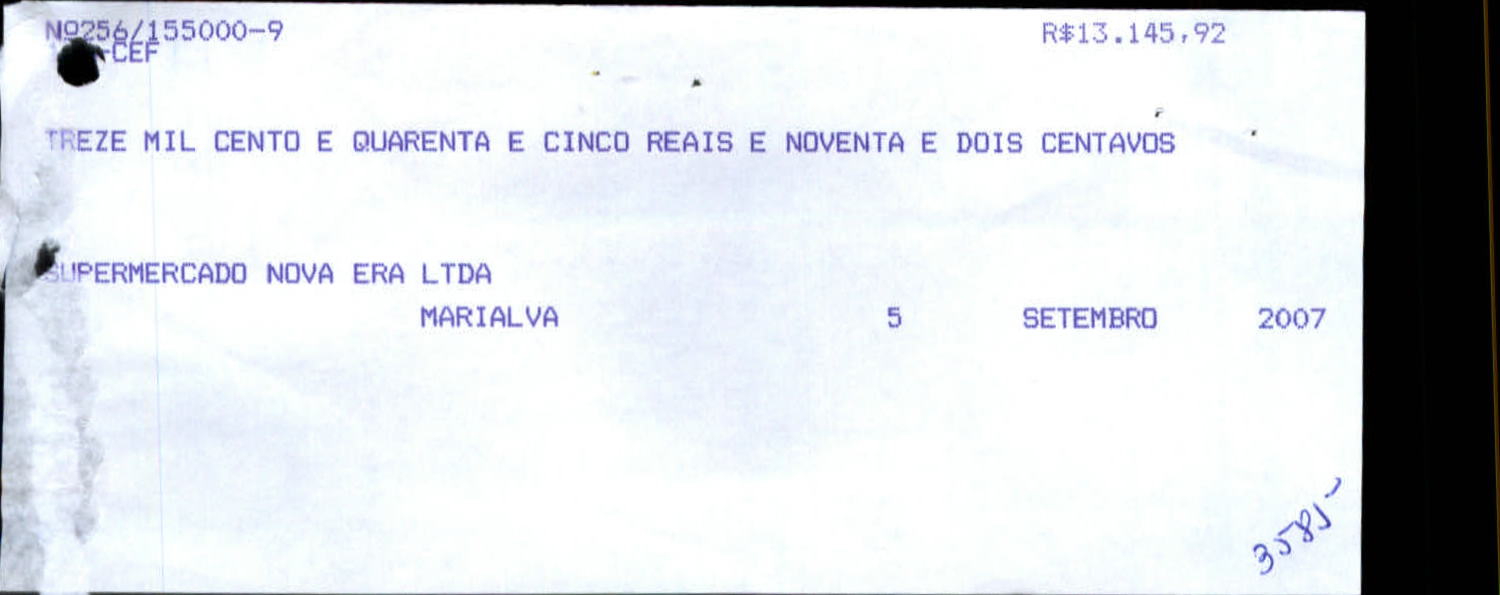 Nº256/155000-9 R$13.145,92
-CEF
TREZE MIL CENTO E QUARENTA E CINCO REAIS E NOVENTA E DOIS CENTAVOS
SUPERMERCADO NOVA ERA LTDA
MARIALVA 5 SETEMBRO 2007
3585